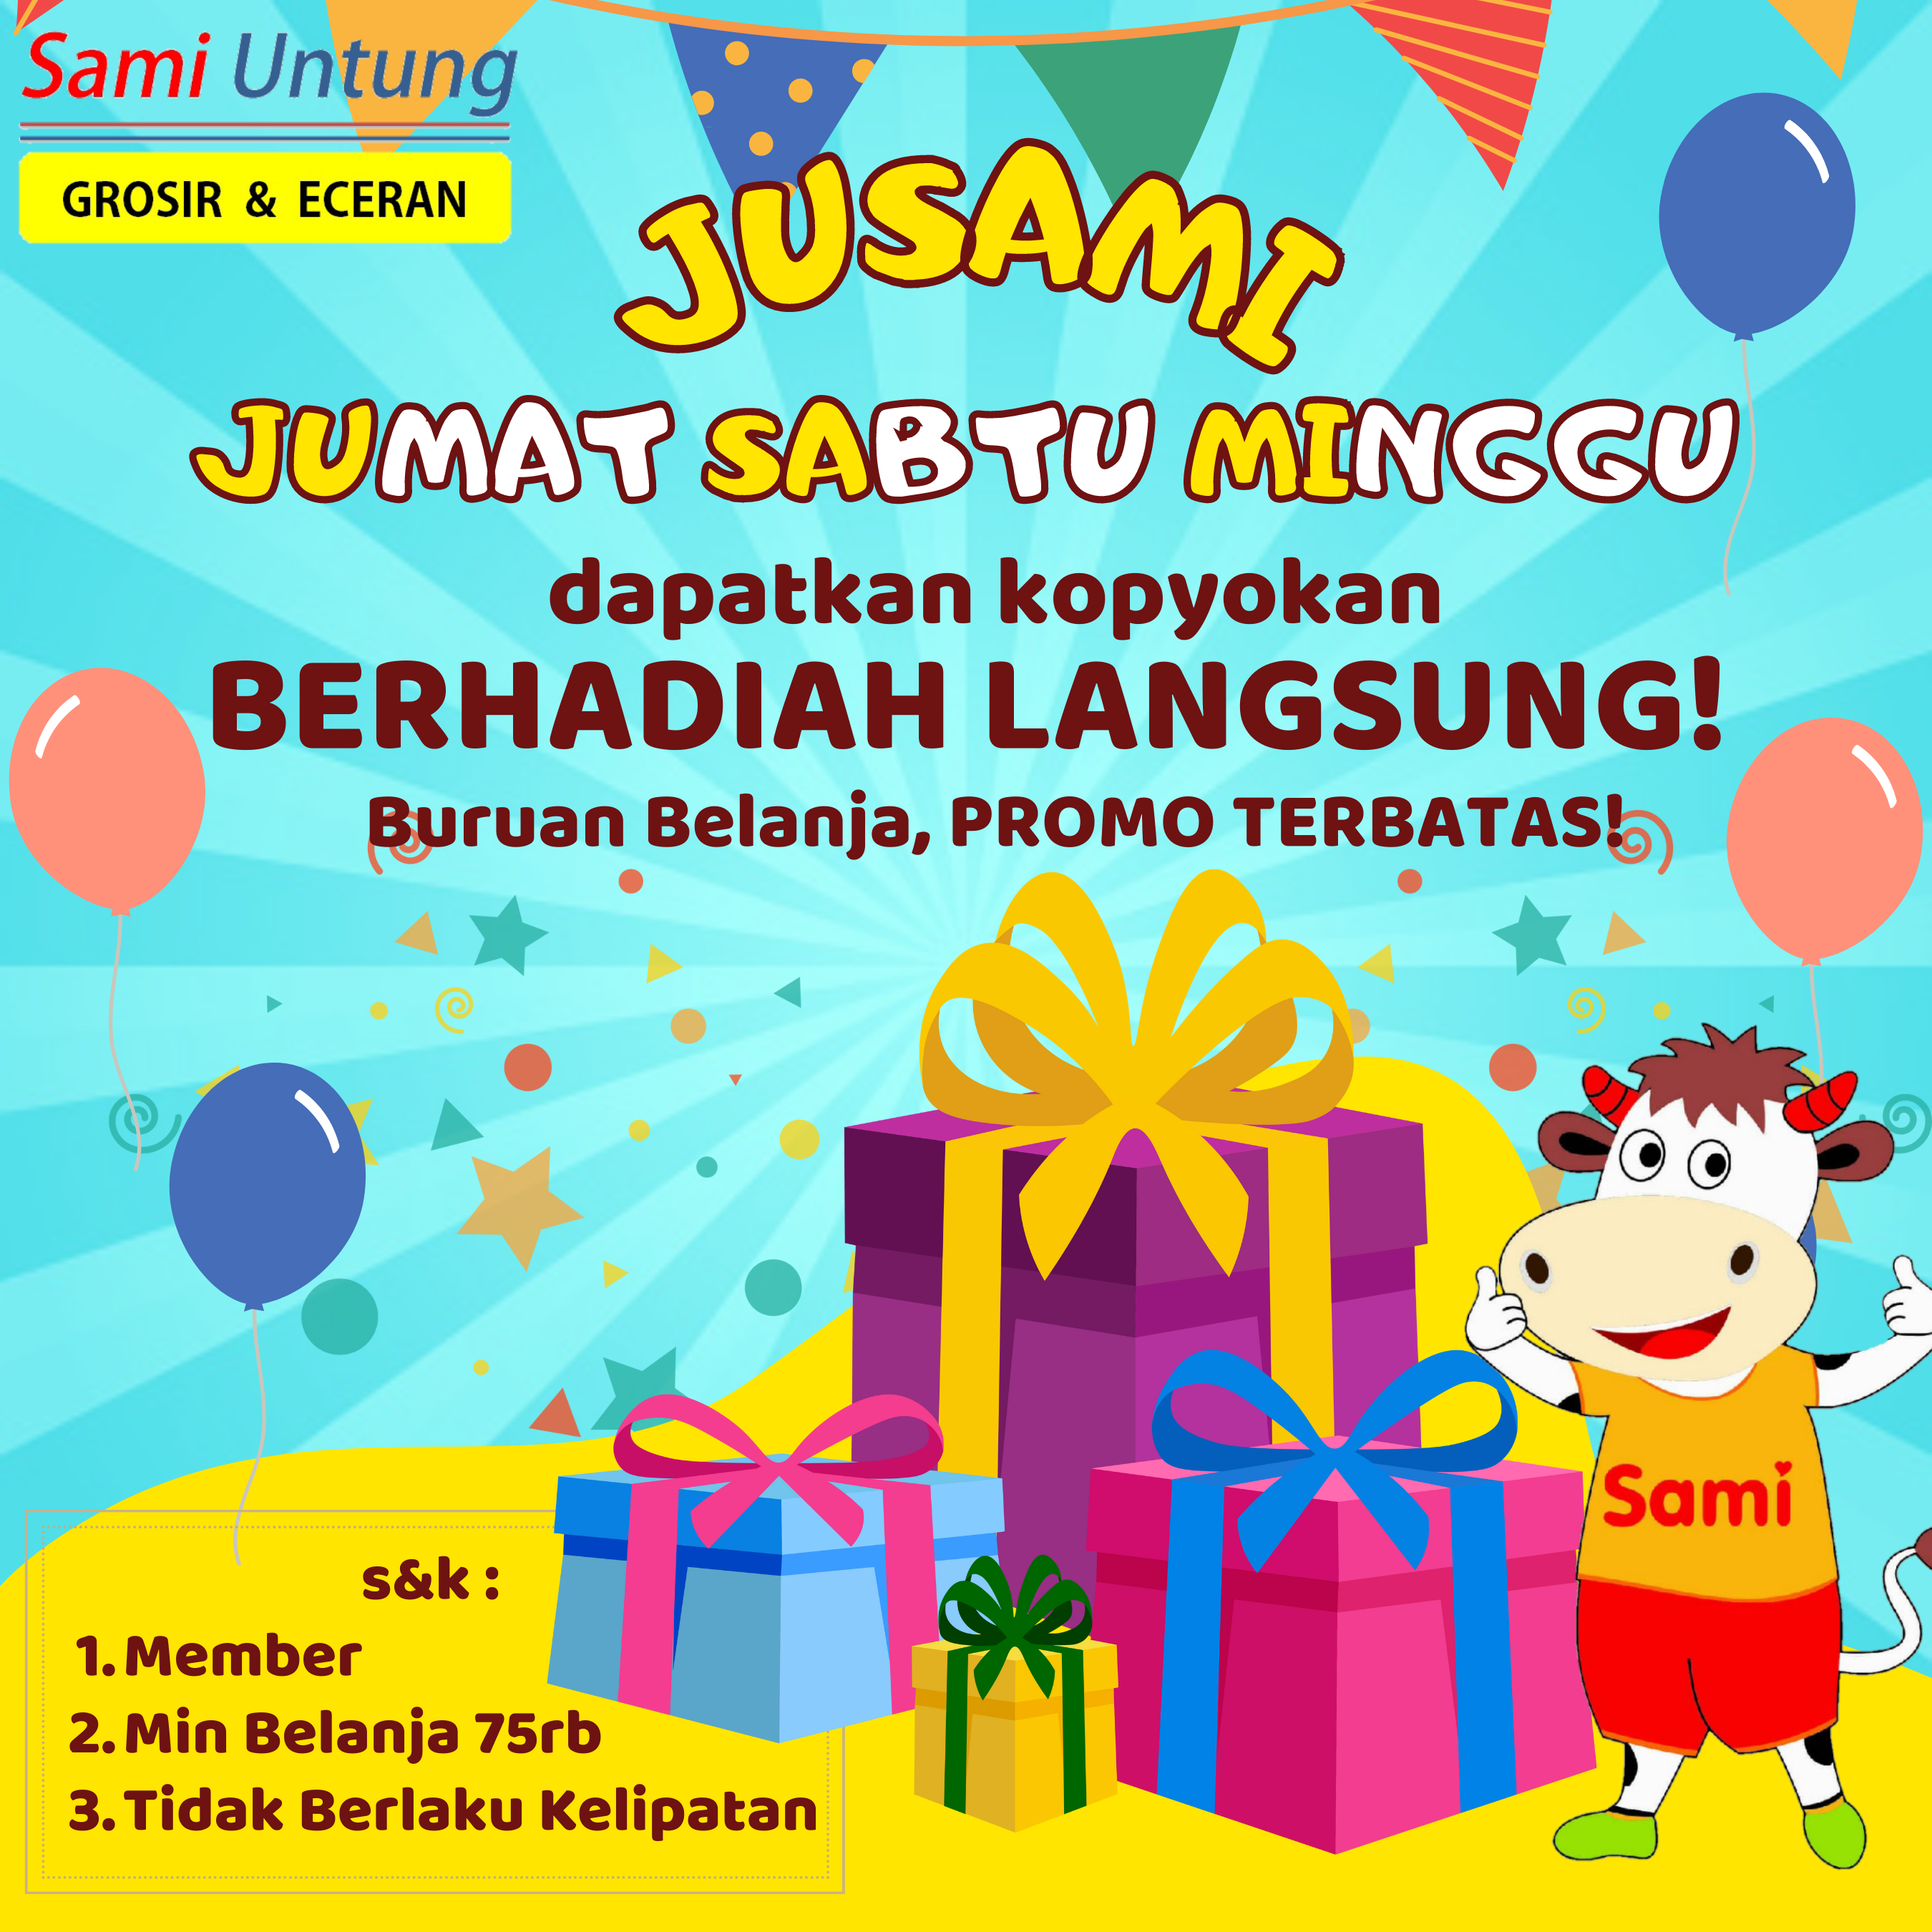 Sami Untung
GROSIR & ECERAN
JUSAMI
JUMAT SABTU MINGGU
dapatkan kopyokan
BERHADIAH LANGSUNG!
Buruan Belanja, PROMO TERBATAS!
Sami
s&k :
1. Member
2. Min Belanja 75rb
3. Tidak Berlaku Kelipatan